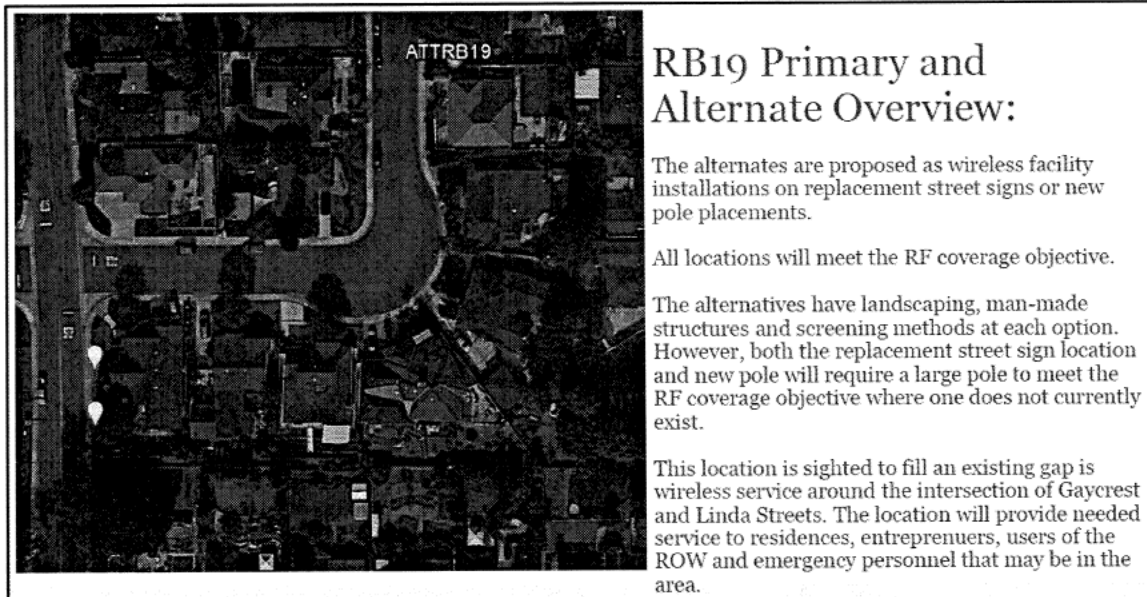 ATTRB19
RB19 Primary and
Alternate Overview:
The alternates are proposed as wireless facility
installations on replacement street signs or new
pole placements.
All locations will meet the RF coverage objective.
The alternatives have landscaping, man-made
structures and screening methods at each option.
However, both the replacement street sign location
and new pole will require a large pole to meet the
RF coverage objective where one does not currently
exist.
This location is sighted to fill an existing gap is
wireless service around the intersection of Gaycrest
and Linda Streets. The location will provide needed
service to residences, entreprenuers, users of the
ROW and emergency personnel that may be in the
area.